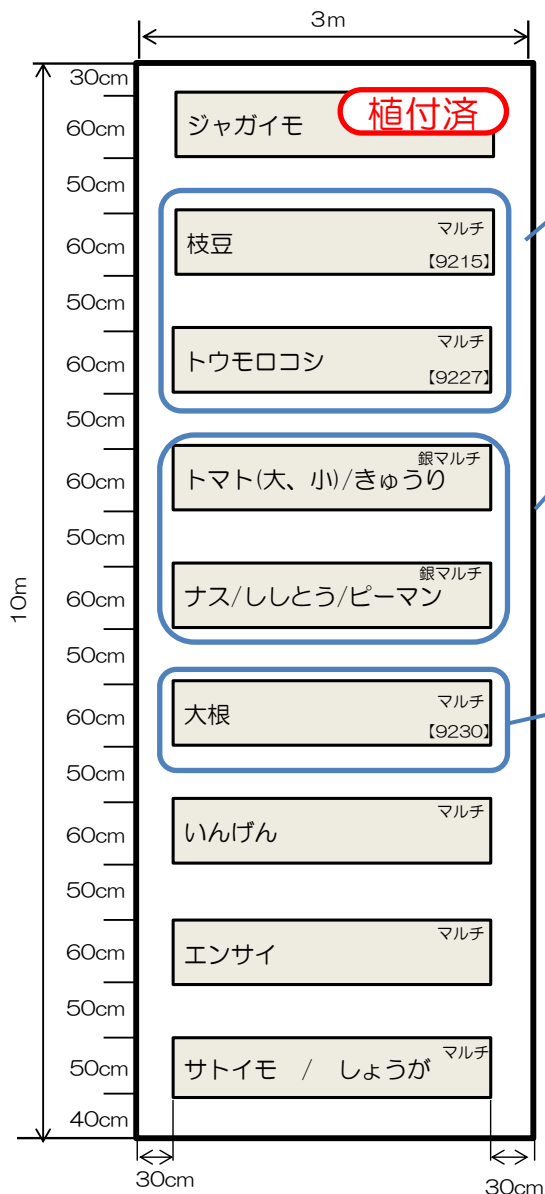 3m
10m
30cm
60cm
ジャガイモ
植付済
50cm
60cm
枝豆
マルチ
【9215】
50cm
60cm
トウモロコシ
マルチ
【9227】
50cm
60cm
トマト(大、小)/きゅうり
銀マルチ
50cm
60cm
ナス/ししとう/ピーマン
銀マルチ
50cm
60cm
大根
マルチ
【9230】
50cm
60cm
いんげん
マルチ
50cm
60cm
エンサイ
マルチ
50cm
50cm
サトイモ / しょうが
マルチ
40cm
30cm
30cm